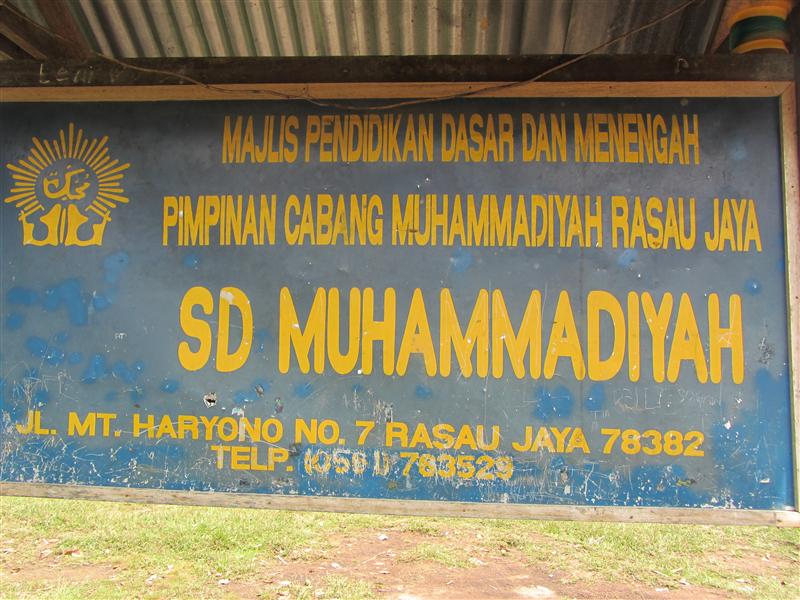 MAJLIS PENDIDIKAN DASAR DAN MENENGAH
PIMPINAN CABANG MUHAMMADIYAH RASAU JAYA
SD MUHAMMADIYAH
JL. MT. HARYONO NO. 7 RASAU JAYA 78382
TELP. (0561) 763529